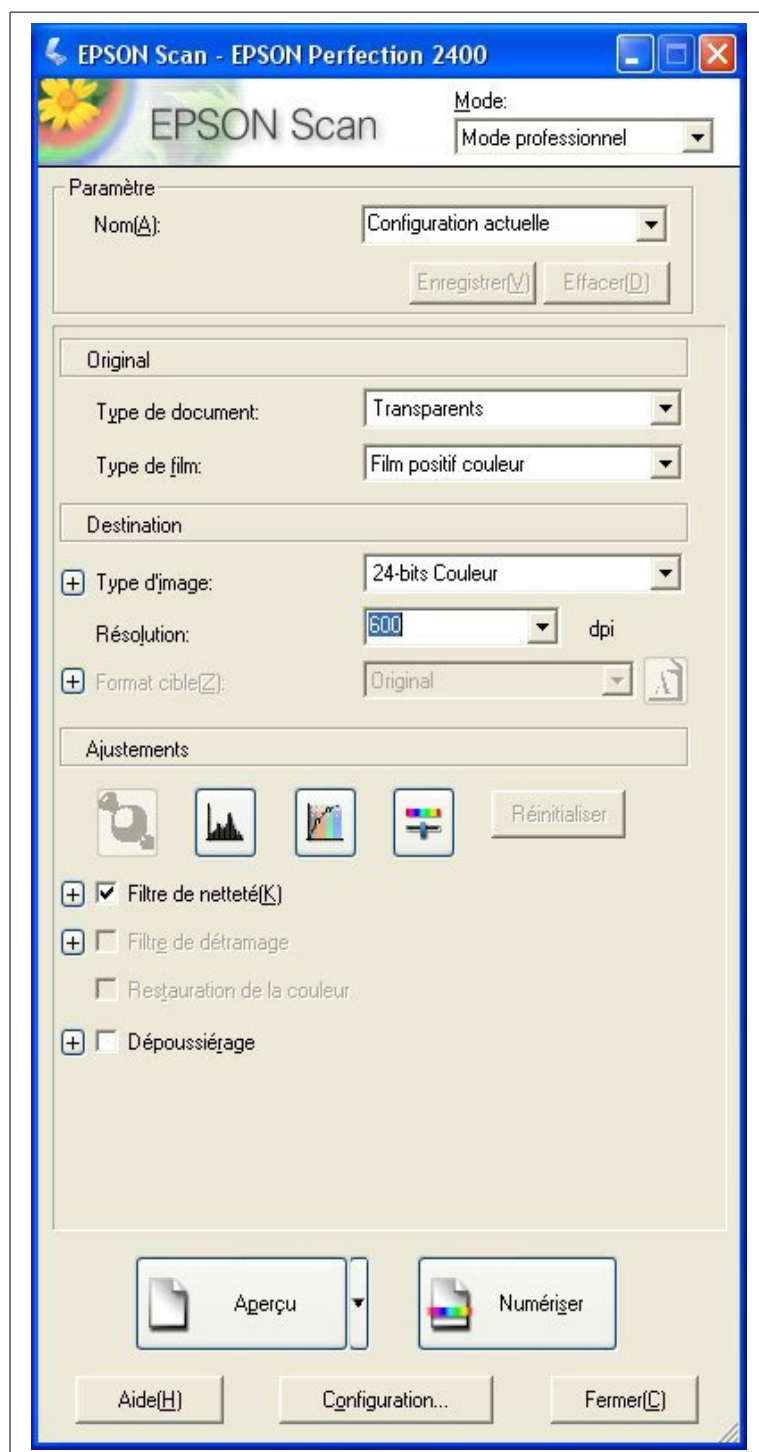 EPSON Scan - EPSON Perfection 2400
EPSON Scan
Mode:
Mode professionnel
Paramètre
Nom(A):
Configuration actuelle
Enregistrer(V)
Effacer(D)
Original
Type de document:
Transparents
Type de film:
Film positif couleur
Destination
Type d'image:
24-bits Couleur
Résolution:
600
dpi
Format cible(Z):
Original
A
Ajustements
Réinitialiser
Filtre de netteté(K)
Filtre de détramage
Restauration de la couleur
Dépoussiérage
Aperçu
Numériser
Aide(H)
Configuration...
Fermer(C)